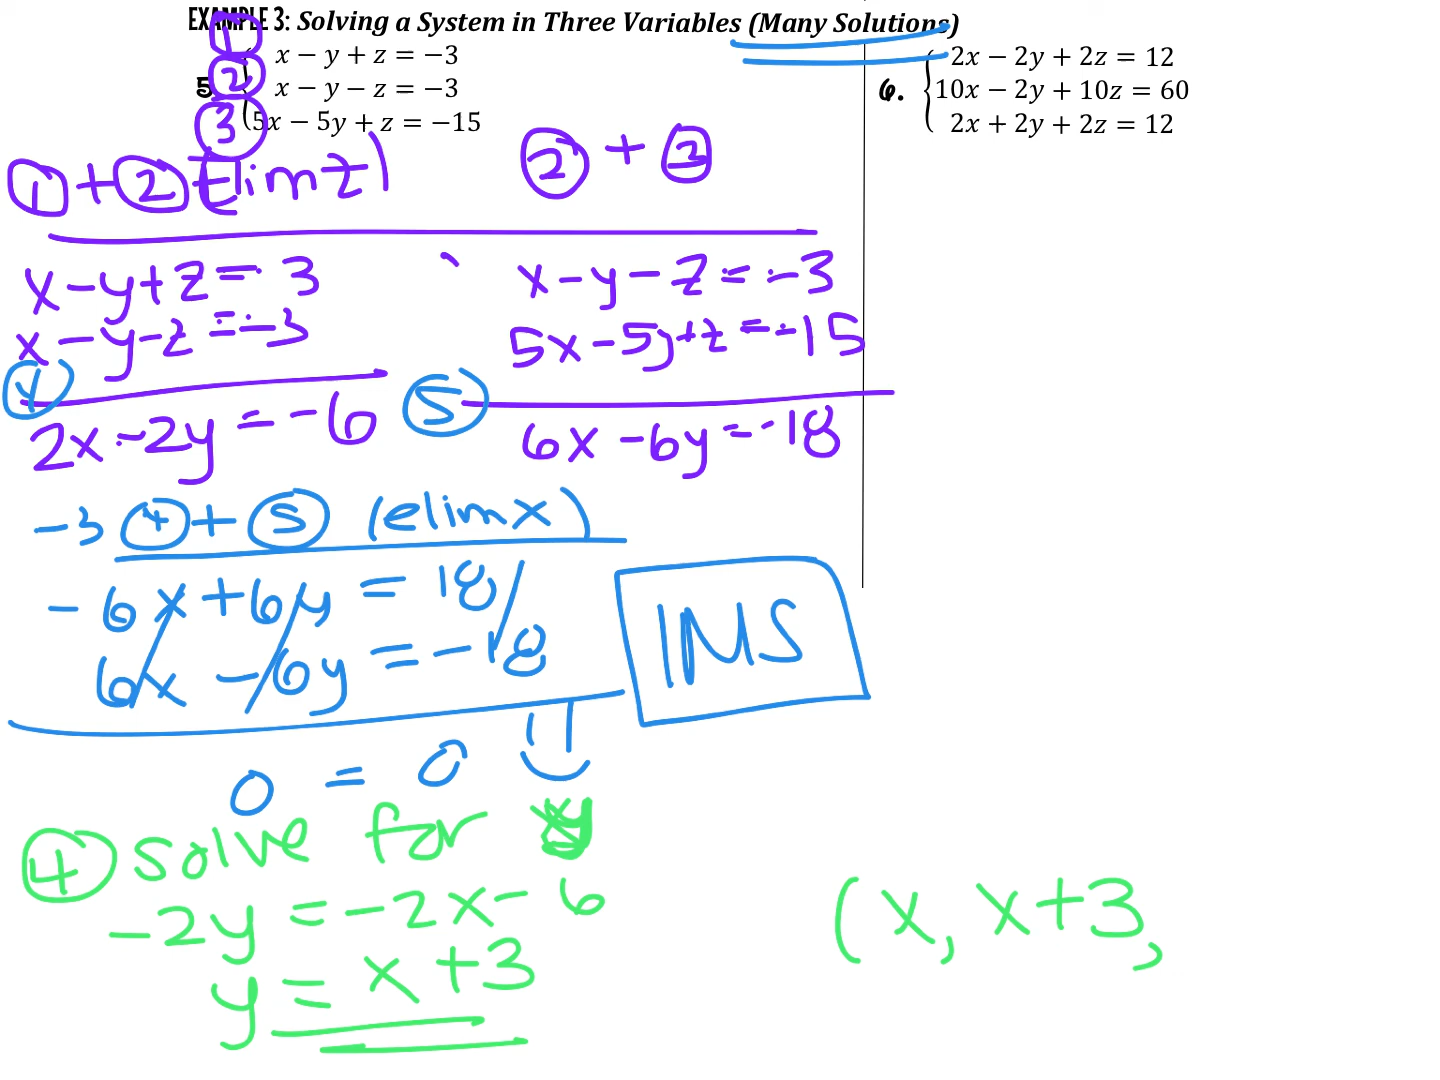 EXAMPLE 3: Solving a System in Three Variables (Many Solutions)
5.
1 x − y + z = −3
2 x − y − z = −3
3 5x − 5y + z = −15
6.
2x − 2y + 2z = 12
10x − 2y + 10z = 60
2x + 2y + 2z = 12
1 + 2 (elim z)
x - y + z = -3
x - y - z = -3
4 2x - 2y = -6
2 + 3
x - y - z = -3
5x - 5y + z = -15
5 6x - 6y = -18
-3 4 + 5 (elim x)
-6x + 6y = 18
6x - 6y = -18
0 = 0
INS
4 solve for y
-2y = -2x - 6
y = x + 3
(x, x+3,